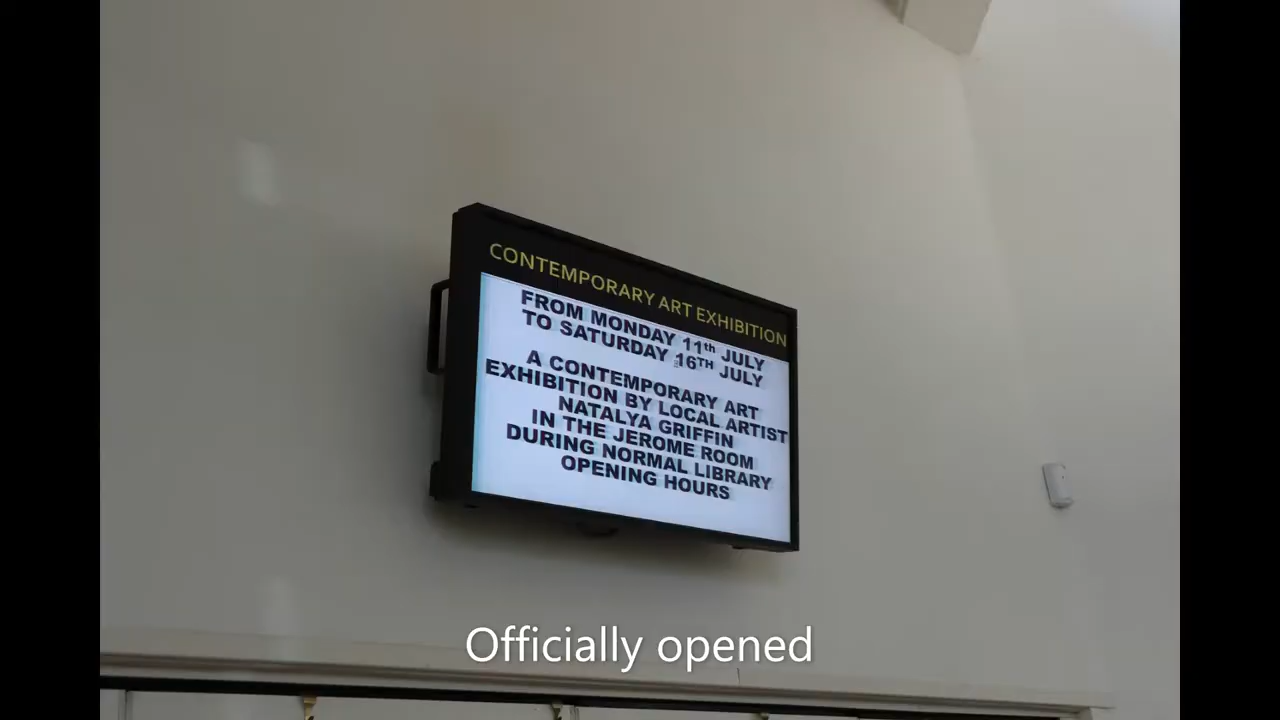 CONTEMPORARY ART EXHIBITION
FROM MONDAY 11th JULY
TO SATURDAY 16TH JULY
A CONTEMPORARY ART
EXHIBITION BY LOCAL ARTIST
NATALYA GRIFFIN
IN THE JEROME ROOM
DURING NORMAL LIBRARY
OPENING HOURS
Officially opened